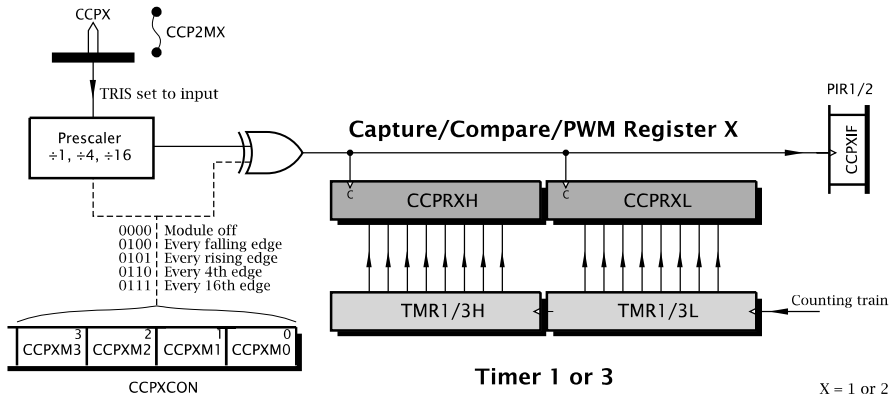 CCPX
CCP2MX
TRIS set to input
PIR1/2
Prescaler
÷1, ÷4, ÷16
Capture/Compare/PWM Register X
CCPXIF
C
C
CCPRXH
CCPRXL
0000 Module off
0100 Every falling edge
0101 Every rising edge
0110 Every 4th edge
0111 Every 16th edge
TMR1/3H
TMR1/3L
Counting train
3
2
1
0
CCPXM3
CCPXM2
CCPXM1
CCPXM0
CCPXCON
Timer 1 or 3
X = 1 or 2